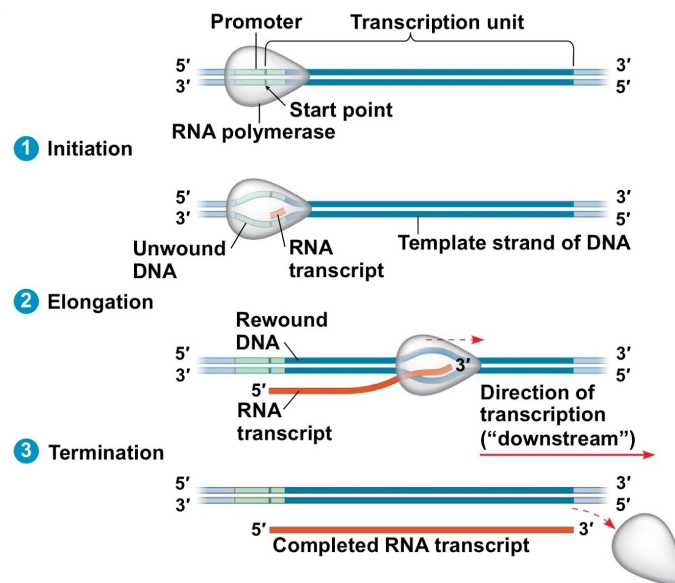 Promoter
Transcription unit
5′
3′
3′
5′
Start point
RNA polymerase
1 Initiation
5′
3′
3′
5′
Unwound
DNA
RNA
transcript
Template strand of DNA
2 Elongation
Rewound
DNA
5′
3′
3′
3′
5′
5′
RNA
transcript
Direction of
transcription
(“downstream”)
3 Termination
5′
3′
3′
5′
5′
3′
Completed RNA transcript